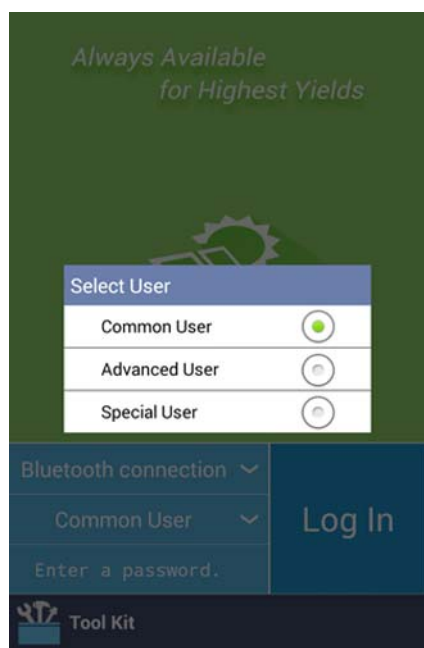 Always Available
for Highest Yields
Select User
Common User
Advanced User
Special User
Bluetooth connection
Common User
Log In
Enter a password.
Tool Kit